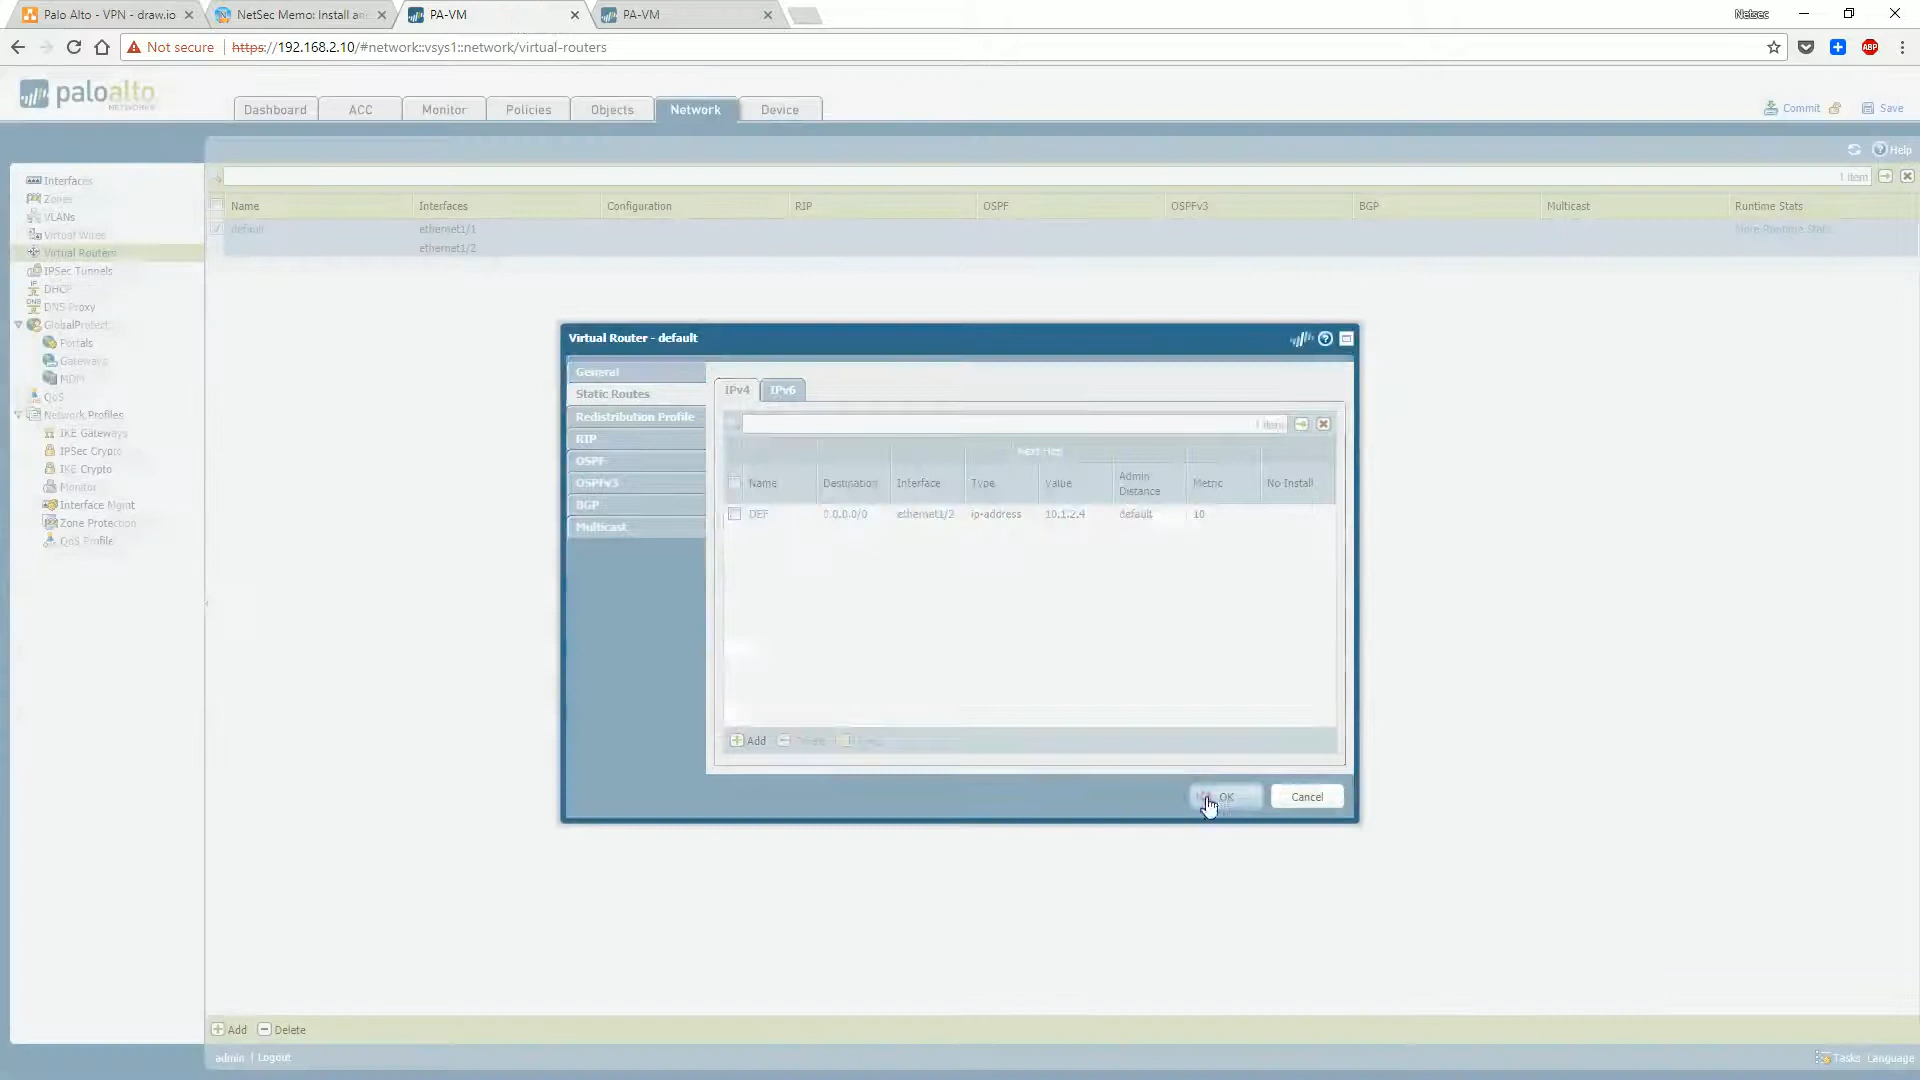 Palo Alto - VPN - draw.io
NetSec Memo: Install an
PA-VM
PA-VM
Netsec
Not secure
https://192.168.2.10/#network::vsys1::network/virtual-routers
ABP
paloalto
NETWORKS
Dashboard
ACC
Monitor
Policies
Objects
Network
Device
Commit
Save
Help
1 item
Interfaces
Zones
VLANs
Virtual Wires
Virtual Routers
IPSec Tunnels
DHCP
DNS Proxy
GlobalProtect
Portals
Gateways
MDM
QoS
Network Profiles
IKE Gateways
IPSec Crypto
IKE Crypto
Monitor
Interface Mgmt
Zone Protection
QoS Profile
Name
Interfaces
Configuration
RIP
OSPF
OSPFv3
BGP
Multicast
Runtime Stats
default
ethernet1/1
ethernet1/2
More Runtime Stats
Virtual Router - default
General
Static Routes
Redistribution Profile
RIP
OSPF
OSPFv3
BGP
Multicast
IPv4
IPv6
1 item
Next Hop
Name
Destination
Interface
Type
Value
Admin Distance
Metric
No Install
DEF
0.0.0.0/0
ethernet1/2
ip-address
10.1.2.4
default
10
Add
Delete
OK
Cancel
Add
Delete
admin | Logout
Tasks
Language